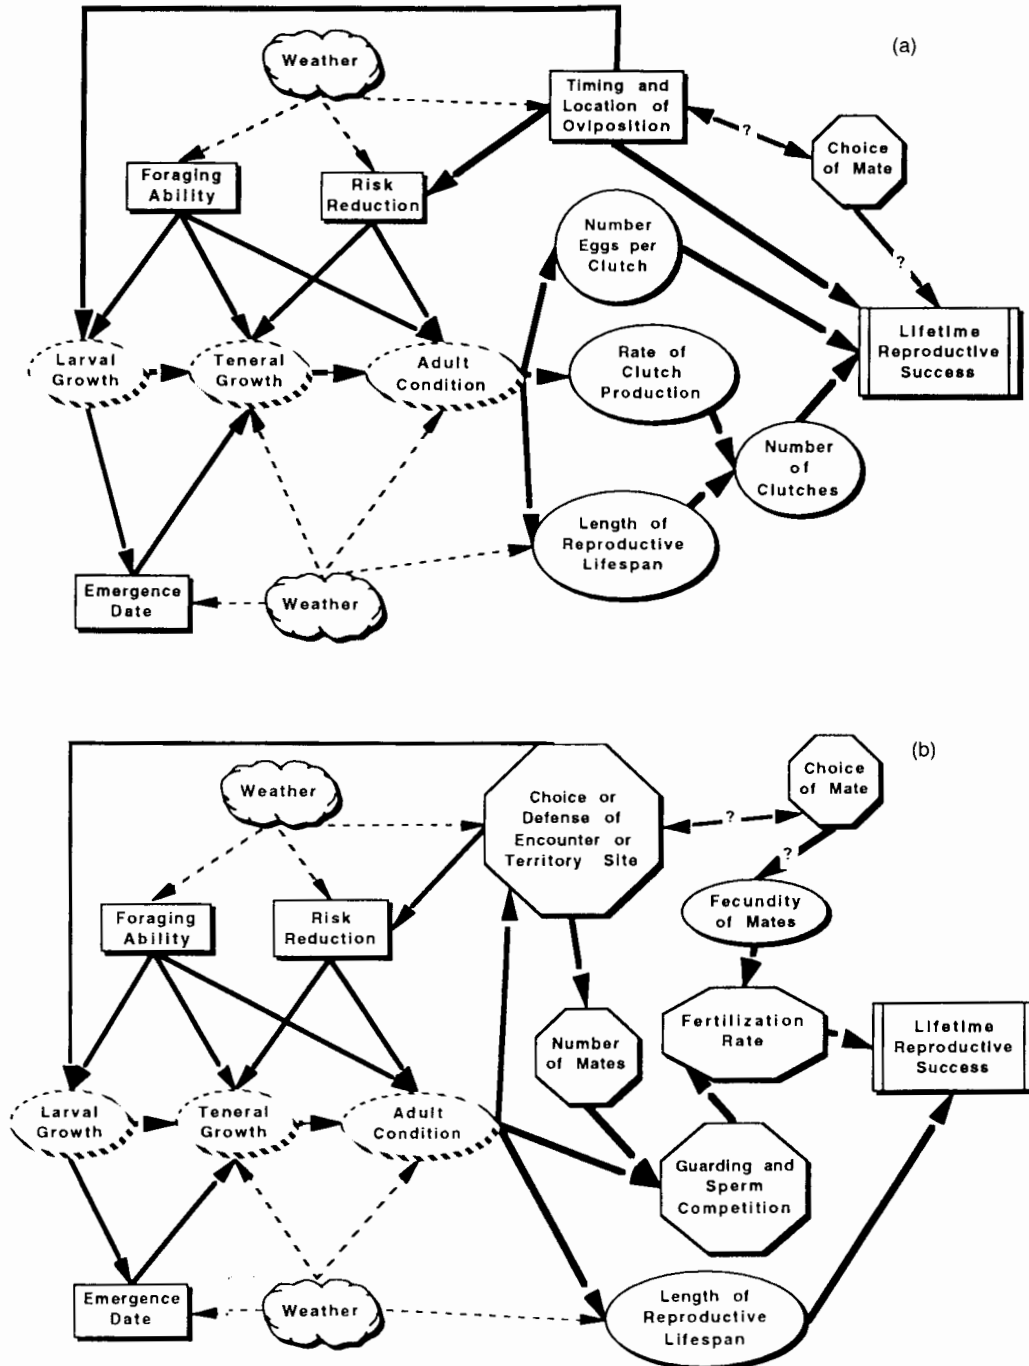 (a)
Weather
Timing and
Location of
Oviposition
?
Choice
of Mate
Foraging
Ability
Risk
Reduction
Number
Eggs per
Clutch
?
Larval
Growth
Teneral
Growth
Adult
Condition
Rate of
Clutch
Production
Lifetime
Reproductive
Success
Number
of
Clutches
Length of
Reproductive
Lifespan
Emergence
Date
Weather
(b)
Weather
Choice or
Defense of
Encounter or
Territory Site
?
Choice
of Mate
?
Foraging
Ability
Risk
Reduction
Fecundity
of Mates
Number
of Mates
Fertilization
Rate
Lifetime
Reproductive
Success
Larval
Growth
Teneral
Growth
Adult
Condition
Guarding and
Sperm
Competition
Emergence
Date
Weather
Length of
Reproductive
Lifespan